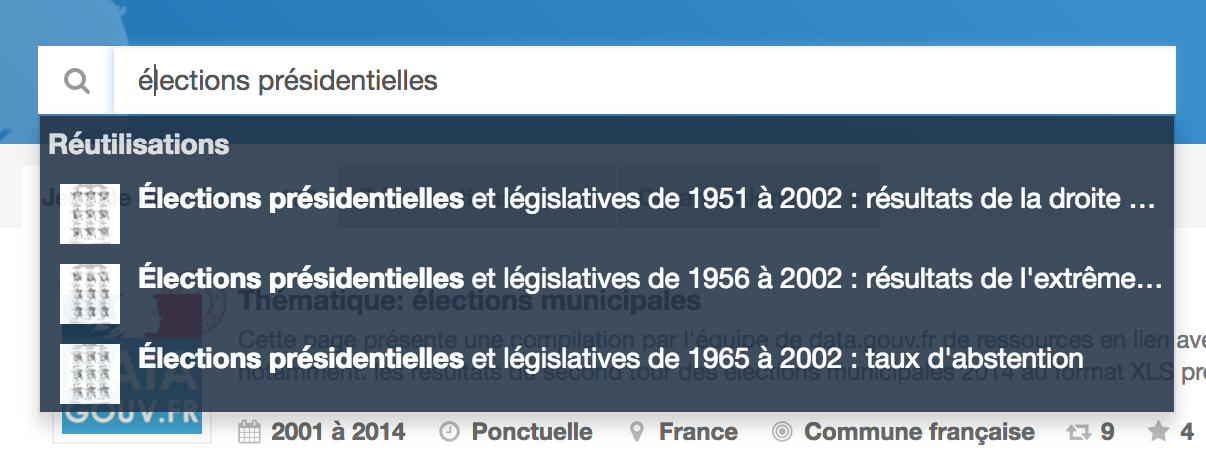 élections présidentielles
Réutilisations
Élections présidentielles et législatives de 1951 à 2002 : résultats de la droite ...
Élections présidentielles et législatives de 1956 à 2002 : résultats de l'extrême...
Thématique: élections municipales
Cette page présente une compilation par l'équipe de data.gouv.fr de ressources en lien ave
Élections présidentielles et législatives de 1965 à 2002 : taux d'abstention
notamment: les résultats du second tour des élections municipales 2014 au format XLS pro
GOUV.FR
2001 à 2014 Ponctuelle France Commune française 9 4